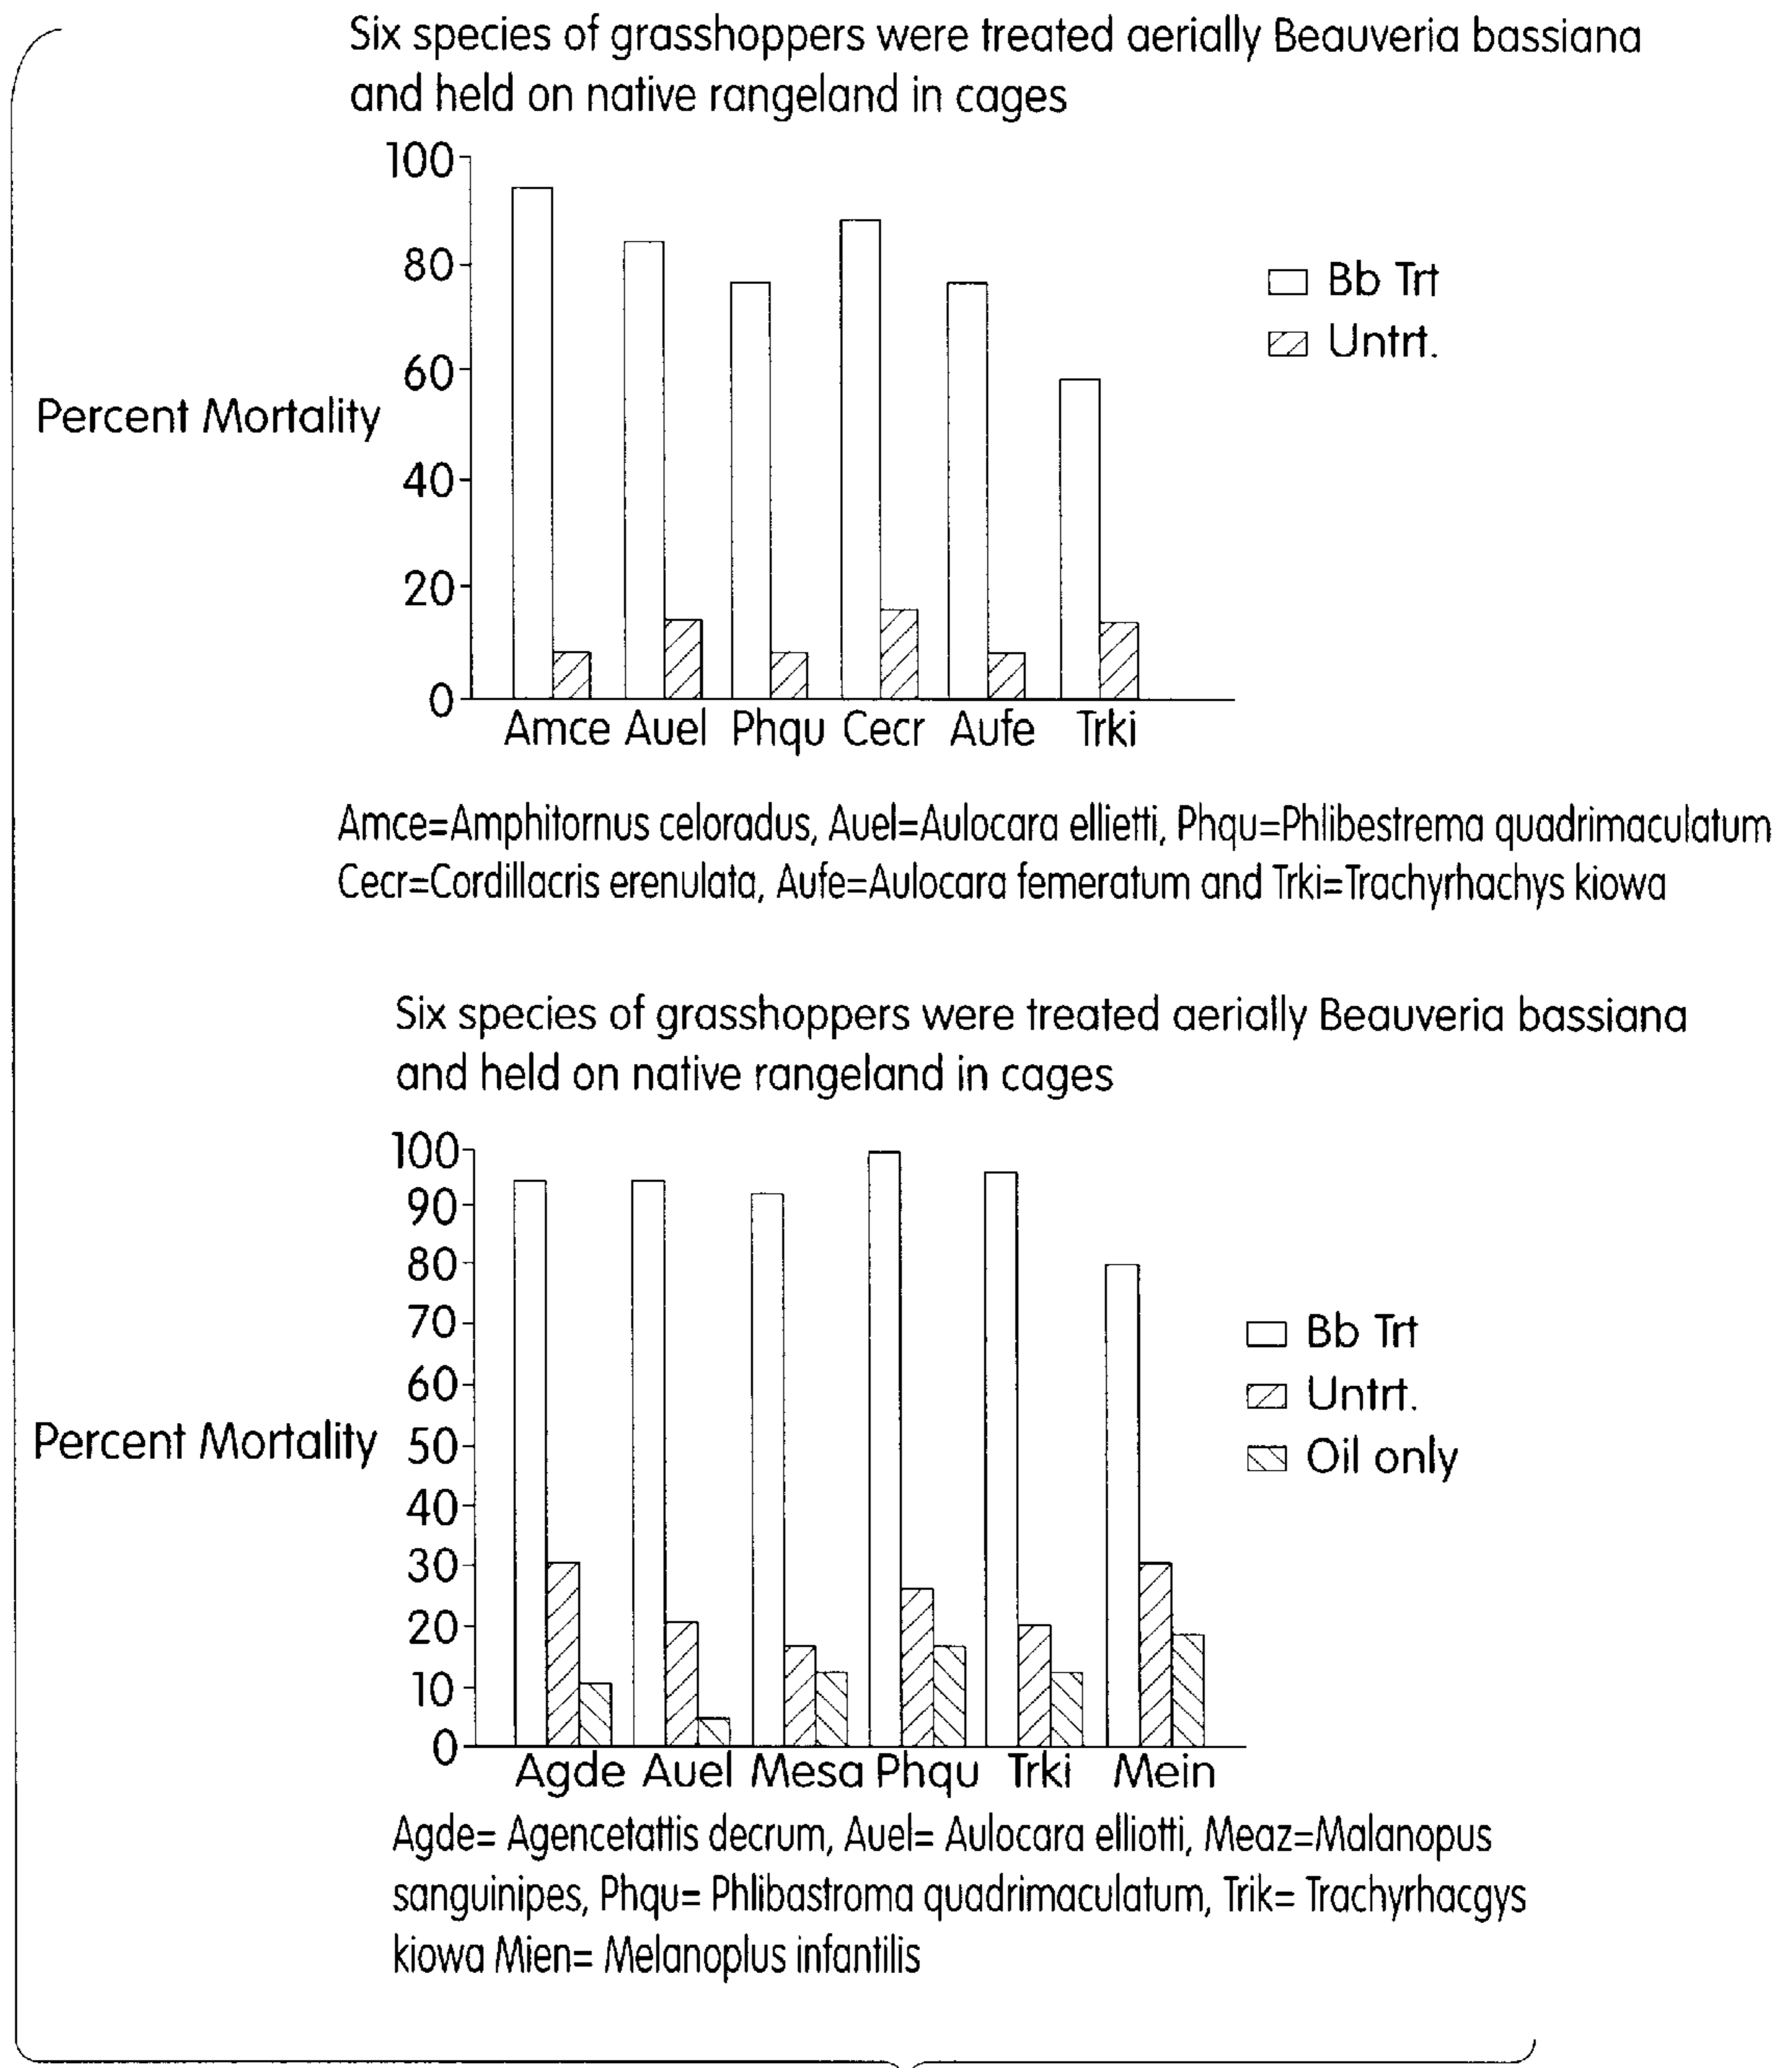 Six species of grasshoppers were treated aerially Beauveria bassiana
and held on native rangeland in cages
100
80
60
40
20
0
Percent Mortality
Bb Trt
Untrt.
Amce Auel Phqu Cecr Aufe Trki
Amce=Amphitornus celoradus, Auel=Aulocara ellietti, Phqu=Phlibestrema quadrimaculatum
Cecr=Cordillacris erenulata, Aufe=Aulocara femeratum and Trki=Trachyrhachys kiowa
Six species of grasshoppers were treated aerially Beauveria bassiana
and held on native rangeland in cages
100
90
80
70
60
50
40
30
20
10
0
Percent Mortality
Bb Trt
Untrt.
Oil only
Agde Auel Mesa Phqu Trki Mein
Agde= Agencetattis decrum, Auel= Aulocara elliotti, Meaz=Malanopus
sanguinipes, Phqu= Phlibastroma quadrimaculatum, Trik= Trachyrhacgys
kiowa Mien= Melanoplus infantilis